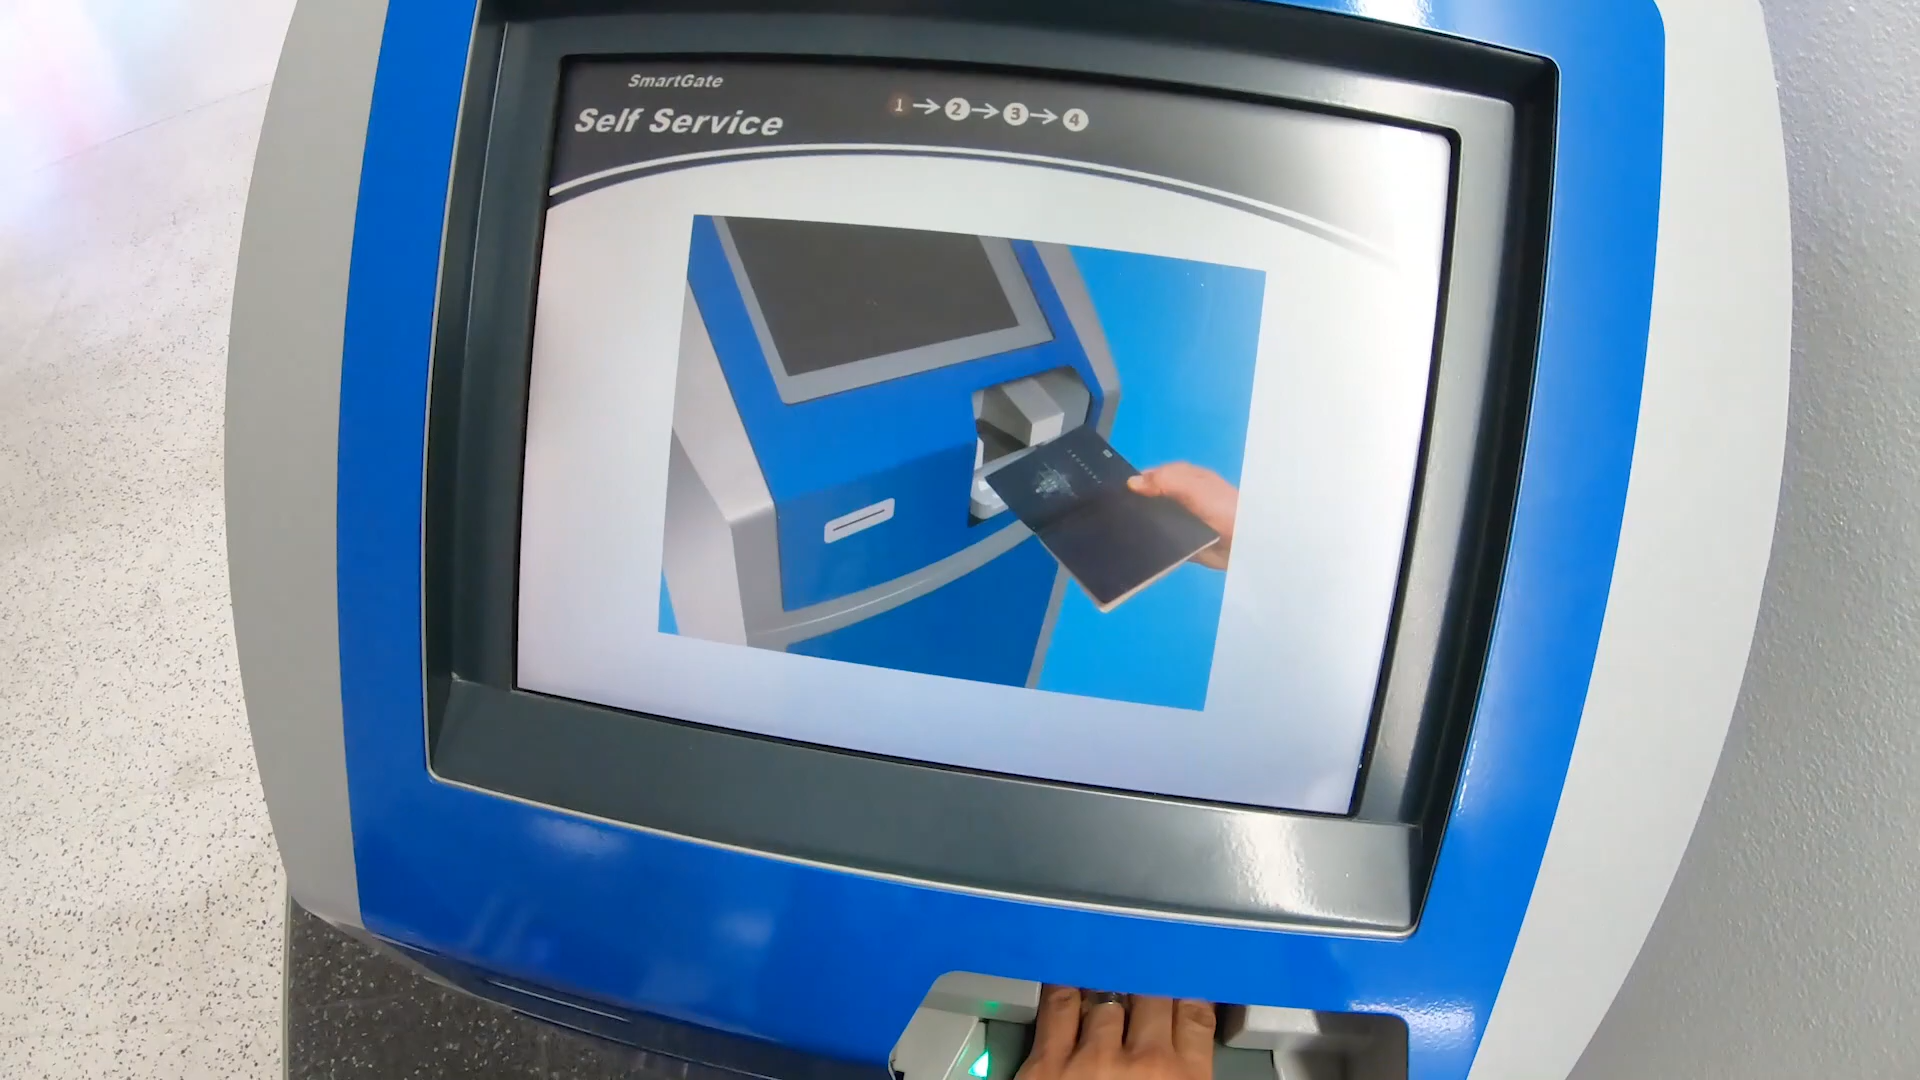 SmartGate
Self Service
1 → 2 → 3 → 4